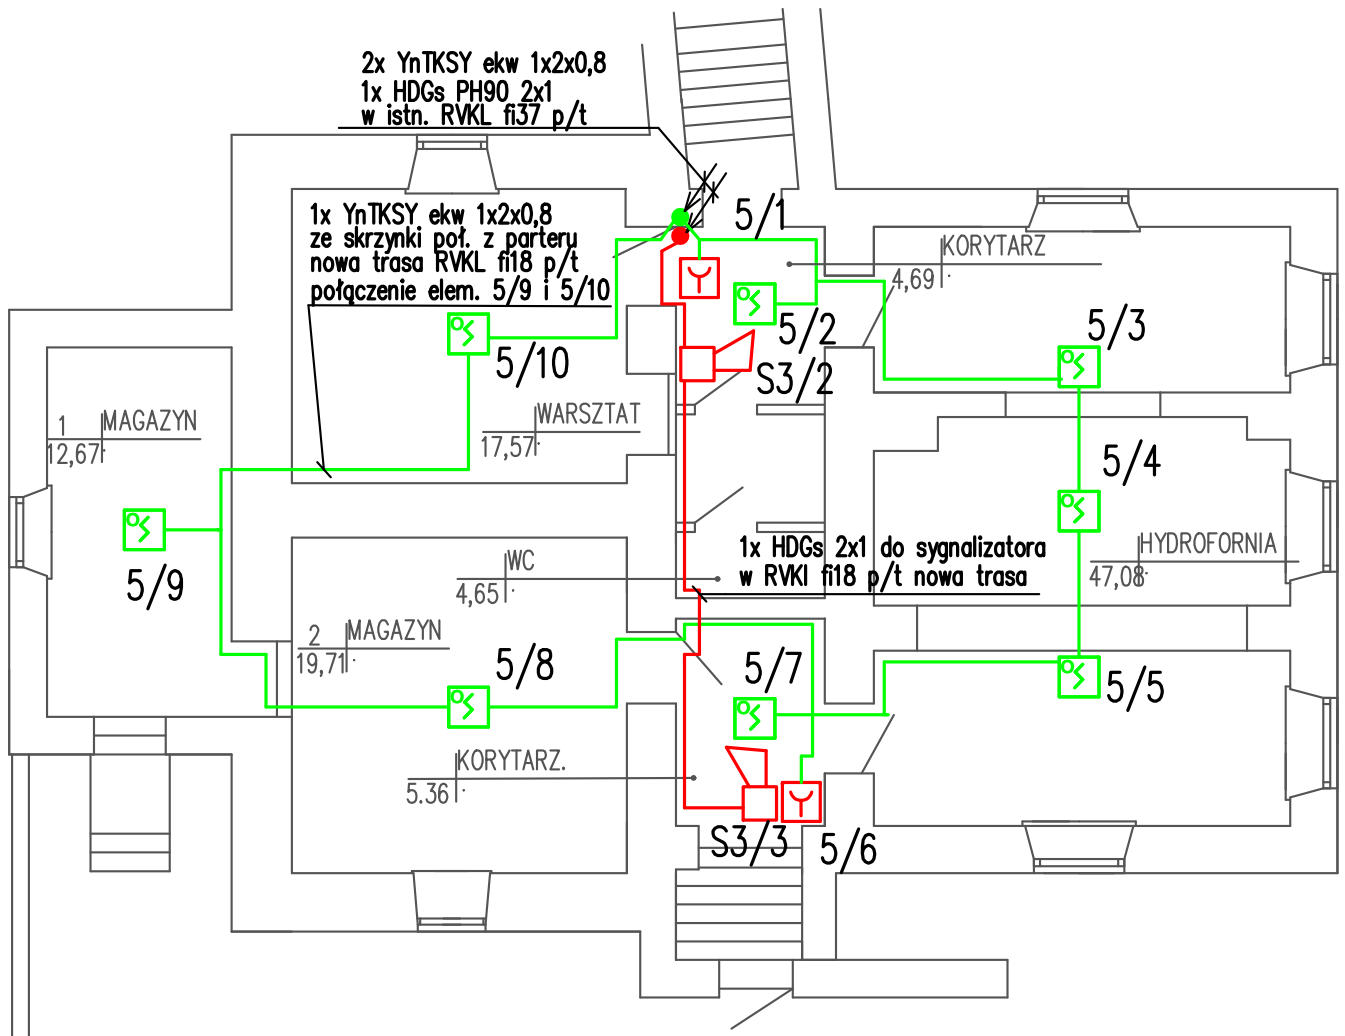 2x YnTKSY ekw 1x2x0,8
1x HDGs PH90 2x1
w istn. RVKL fi37 p/t
1x YnTKSY ekw 1x2x0,8
ze skrzynki poł. z parteru
nowa trasa RVKL fi18 p/t
połączenie elem. 5/9 i 5/10
5/1
KORYTARZ
4,69
5/2
5/3
5/10
S3/2
1 MAGAZYN
12,67
WARSZTAT
17,57
5/4
1x HDGs 2x1 do sygnalizatora
w RVKl fi18 p/t nowa trasa
HYDROFORNIA
47,08
WC
4,65
5/9
2 MAGAZYN
19,71
5/8
5/7
5/5
KORYTARZ.
5.36
S3/3
5/6